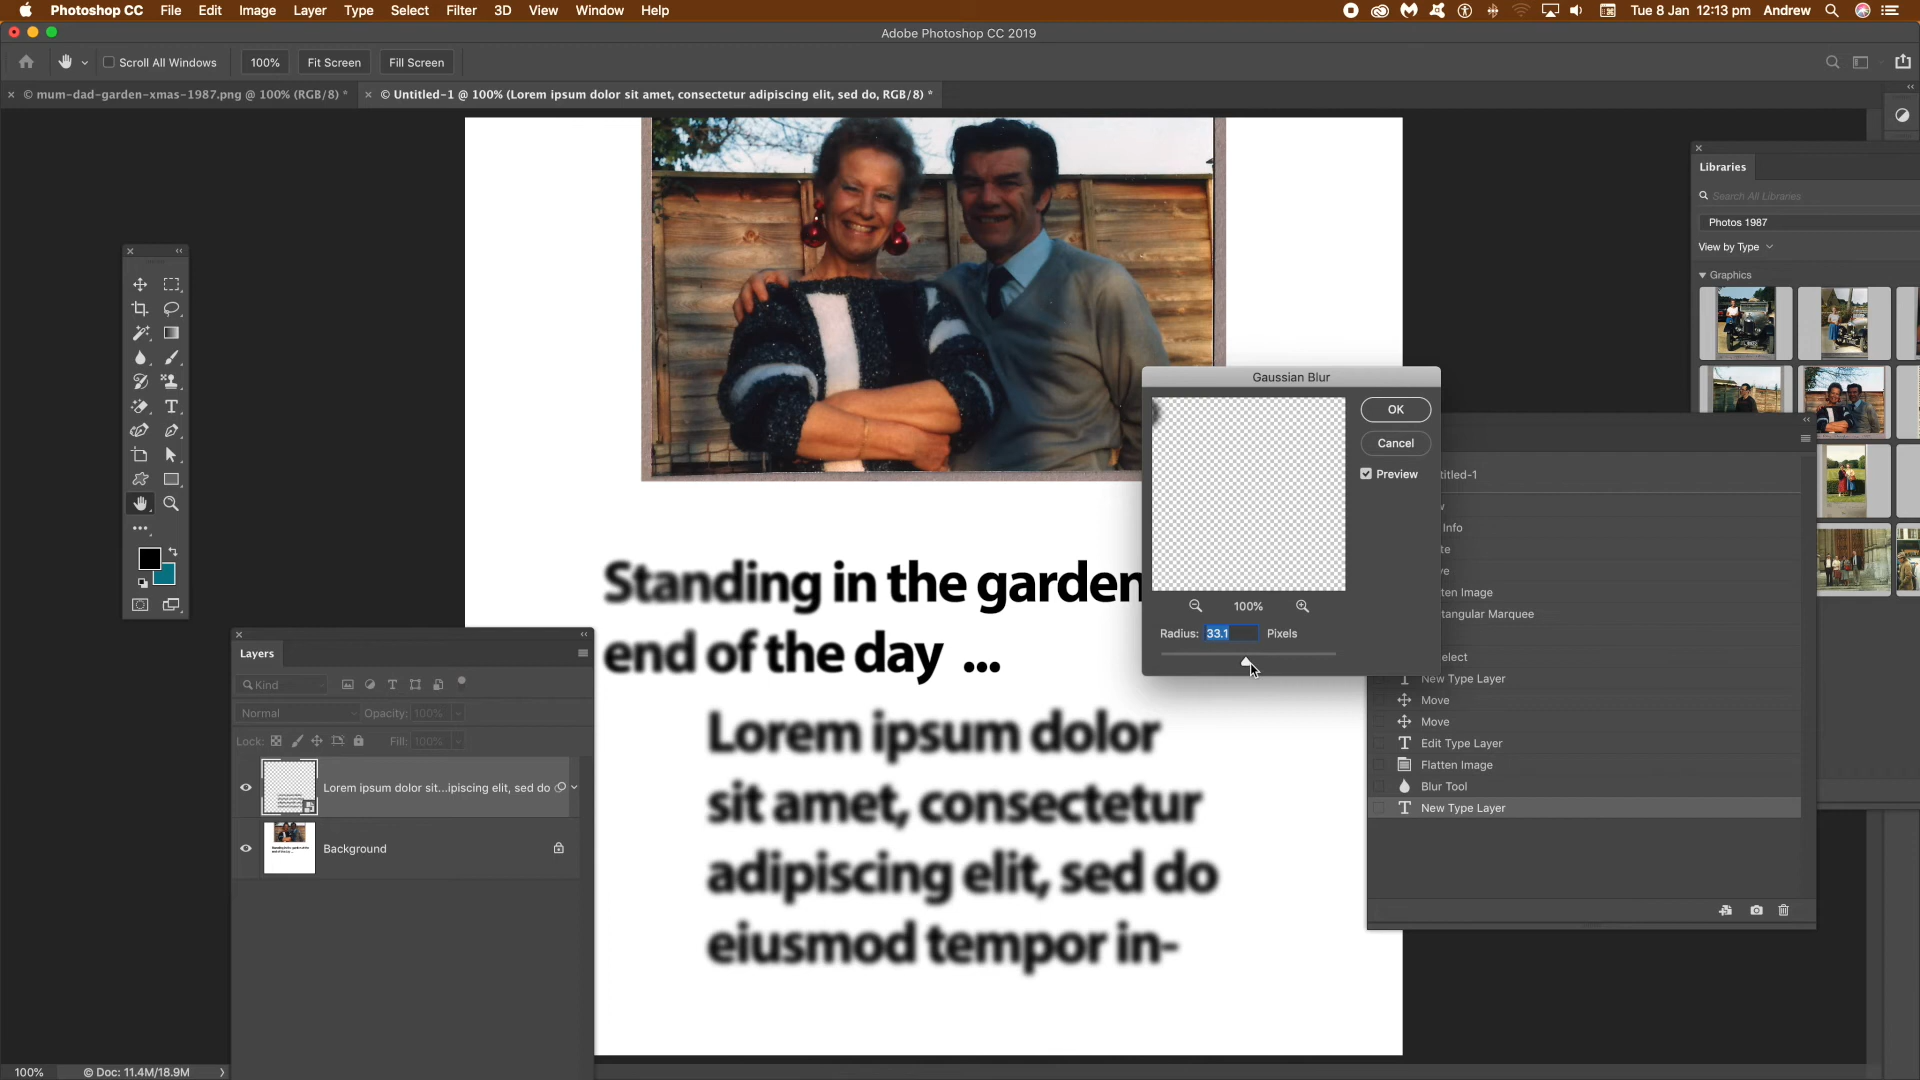 Photoshop CC File Edit Image Layer Type Select Filter 3D View Window Help
Tue 8 Jan 12:13 pm Andrew
Adobe Photoshop CC 2019
Scroll All Windows 100% Fit Screen Fill Screen
× © mum-dad-garden-xmas-1987.png @ 100% (RGB/8) *
× © Untitled-1 @ 100% (Lorem ipsum dolor sit amet, consectetur adipiscing elit, sed do, RGB/8) *
Libraries
Search All Libraries
Photos 1987
View by Type
Graphics
Gaussian Blur
OK
Cancel
Preview
100%
Radius: 33.1 Pixels
Standing in the garden
end of the day ...
Lorem ipsum dolor
sit amet, consectetur
adipiscing elit, sed do
eiusmod tempor in-
Layers
Kind
Normal Opacity: 100%
Lock: Fill: 100%
Lorem ipsum dolor sit...ipiscing elit, sed do
Background
titled-1
Info
ten Image
tangular Marquee
elect
New Type Layer
Move
Move
Edit Type Layer
Flatten Image
Blur Tool
New Type Layer
100% © Doc: 11.4M/18.9M